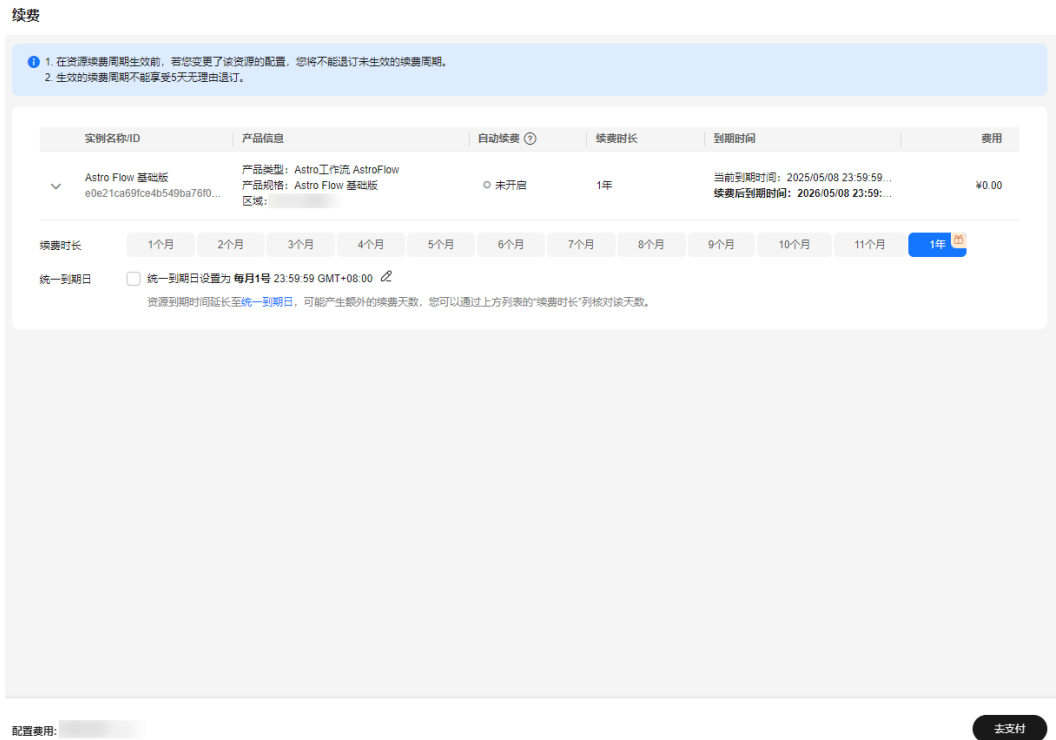 续费
1. 在资源续费周期生效前，若您变更了该资源的配置，您将不能退订未生效的续费周期。
2. 生效的续费周期不能享受5天无理由退订。
实例名称/ID 产品信息 自动续费 续费时长 到期时间 费用
Astro Flow 基础版
e0e21ca69fce4b549ba76f0...
产品类型：Astro工作流 AstroFlow
产品规格：Astro Flow 基础版
区域：
未开启
1年
当前到期时间：2025/05/08 23:59:59...
续费后到期时间：2026/05/08 23:59:...
¥0.00
续费时长 1个月 2个月 3个月 4个月 5个月 6个月 7个月 8个月 9个月 10个月 11个月 1年
统一到期日 统一到期日设置为 每月1号 23:59:59 GMT+08:00
资源到期时间延长至统一到期日，可能产生额外的续费天数，您可以通过上方列表的“续费时长”列核对该天数。
配置费用:
去支付